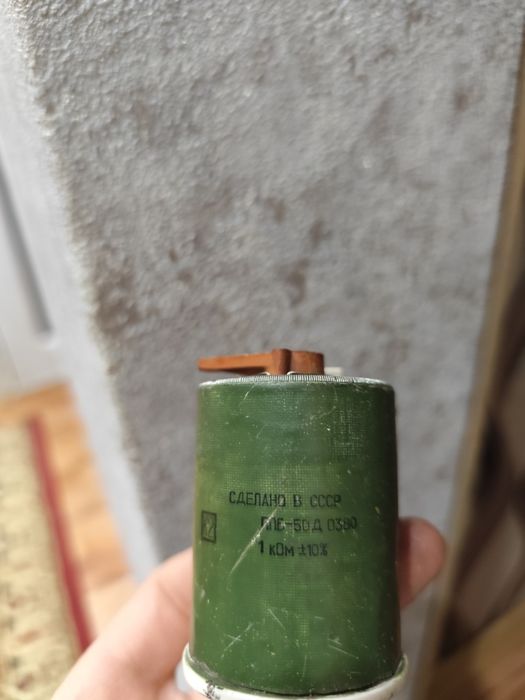 СДЕЛАНО В СССР
ППБ-50Д 0380
1 кОм ±10%